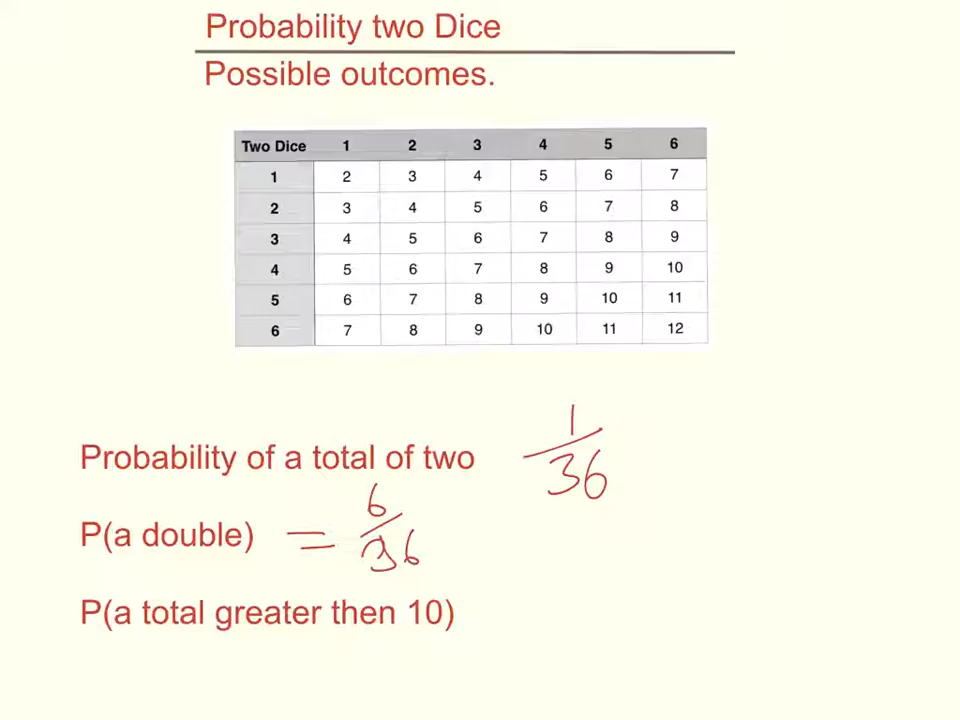 Probability two Dice
Possible outcomes.
Two Dice 1 2 3 4 5 6
1 2 3 4 5 6 7
2 3 4 5 6 7 8
3 4 5 6 7 8 9
4 5 6 7 8 9 10
5 6 7 8 9 10 11
6 7 8 9 10 11 12
Probability of a total of two 1/36
P(a double) = 6/36
P(a total greater then 10)